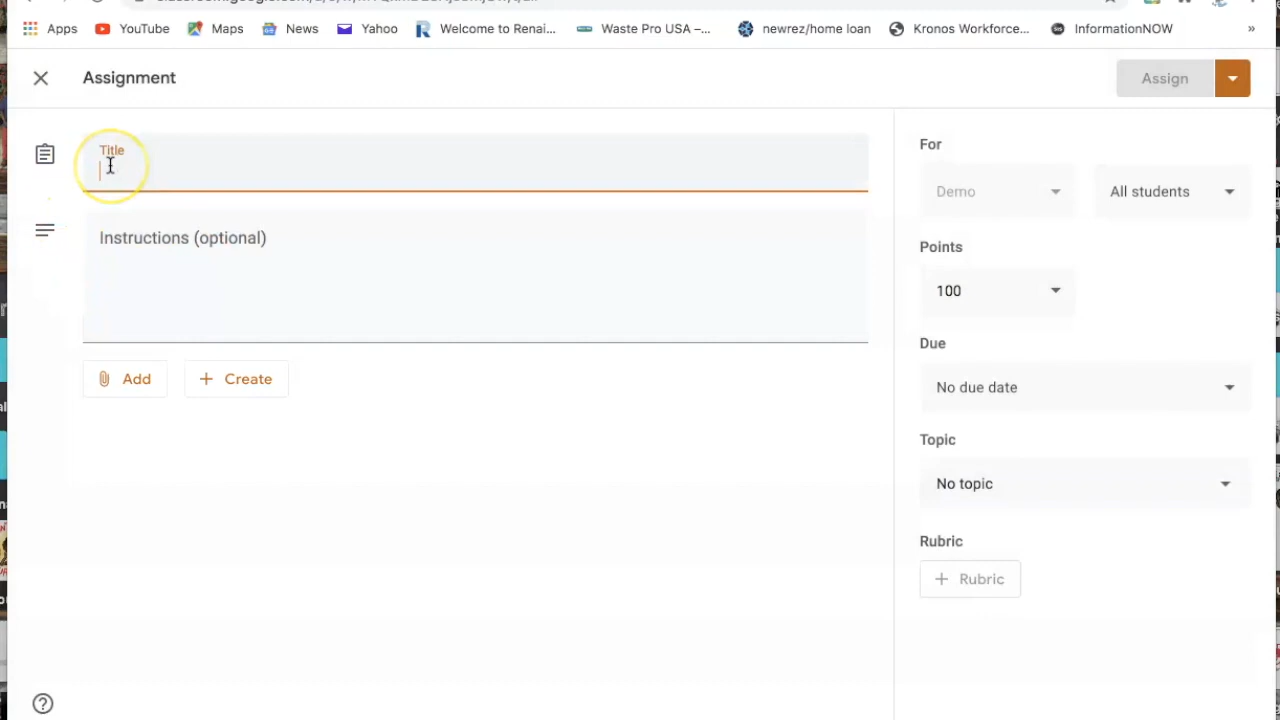 Apps YouTube Maps News Yahoo Welcome to Renai... Waste Pro USA –... newrez/home loan Kronos Workforce... InformationNOW »
Assignment
Assign
Title
Instructions (optional)
Add
Create
For
Demo
All students
Points
100
Due
No due date
Topic
No topic
Rubric
Rubric